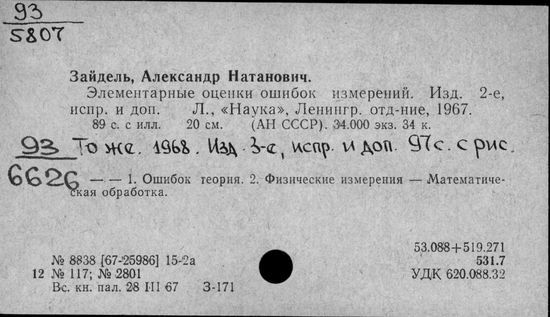 93
5807
Зайдель, Александр Натанович.
Элементарные оценки ошибок измерений. Изд. 2-е,
испр. и доп. Л., «Наука», Ленингр. отд-ние, 1967.
89 с. с илл. 20 см. (АН СССР). 34.000 экз. 34 к.
93 То же. 1968. Изд. 3-е, испр. и доп. 97с. с рис.
6626 — — 1. Ошибок теория. 2. Физические измерения — Математиче-
ская обработка.
53.088+519.271
№ 8838 [67-25986] 15-2а 531.7
12 № 117; № 2801 УДК 620.088.32
Вс. кн. пал. 28 III 67 З-171